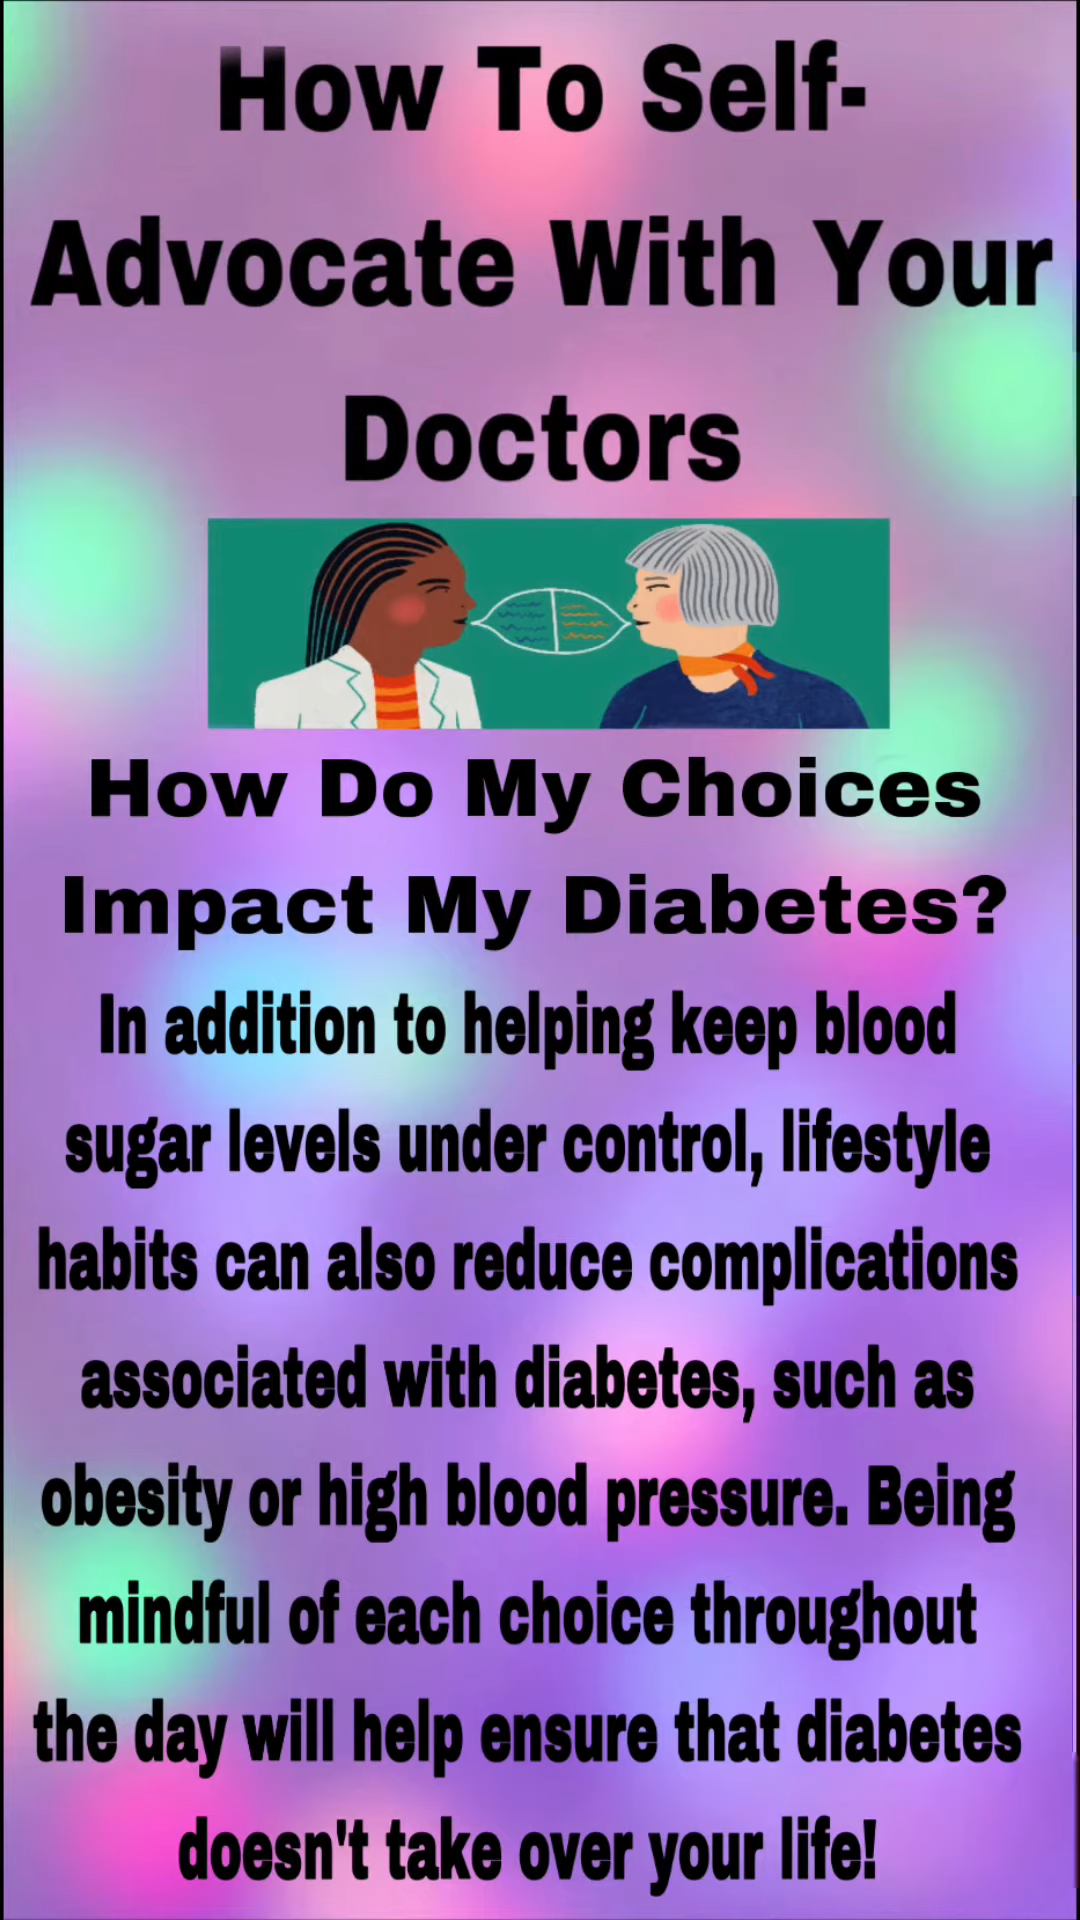 How To Self-
Advocate With Your
Doctors
How Do My Choices
Impact My Diabetes?
In addition to helping keep blood
sugar levels under control, lifestyle
habits can also reduce complications
associated with diabetes, such as
obesity or high blood pressure. Being
mindful of each choice throughout
the day will help ensure that diabetes
doesn't take over your life!